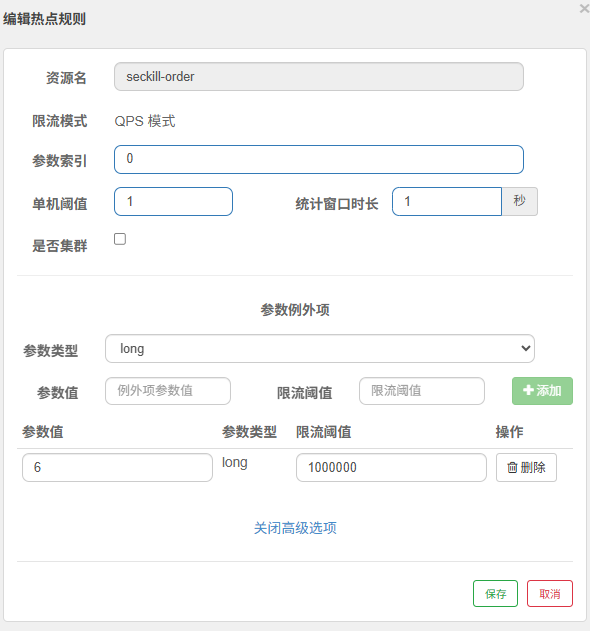 编辑热点规则
×
资源名 seckill-order
限流模式 QPS 模式
参数索引 0
单机阈值 1 统计窗口时长 1 秒
是否集群
参数例外项
参数类型 long
参数值 例外项参数值 限流阈值 限流阈值 +添加
参数值 参数类型 限流阈值 操作
6 long 1000000 删除
关闭高级选项
保存 取消